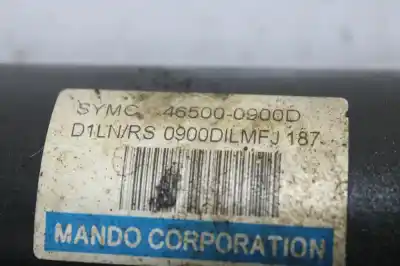 SYMC 46500-0900D
D1LN/RS 0900DILMFJ 187
MANDO CORPORATION